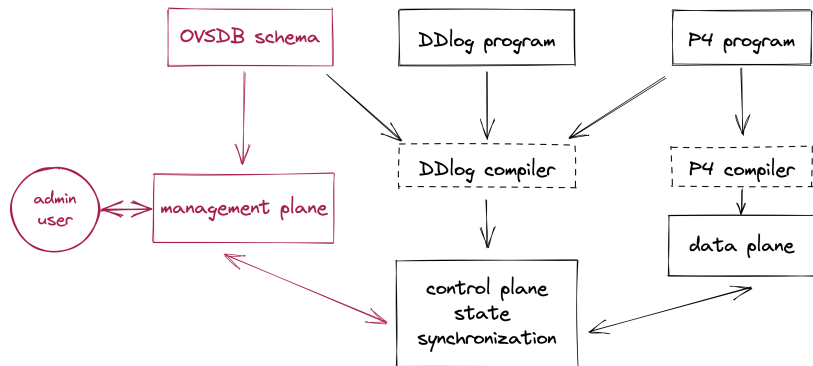 OVSDB schema
DDlog program
P4 program
DDlog compiler
P4 compiler
admin
user
management plane
data plane
control plane
state
synchronization